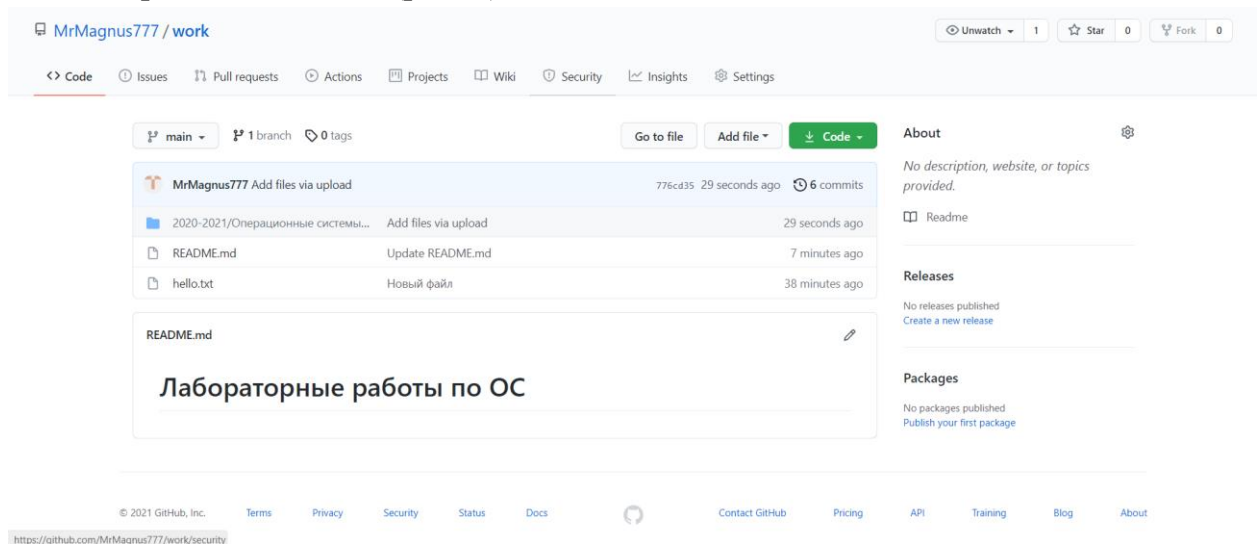 MrMagnus777 / work
Unwatch 1 Star 0 Fork 0
Code Issues Pull requests Actions Projects Wiki Security Insights Settings
main 1 branch 0 tags Go to file Add file Code
MrMagnus777 Add files via upload 776cd35 29 seconds ago 6 commits
2020-2021/Операционные системы... Add files via upload 29 seconds ago
README.md Update README.md 7 minutes ago
hello.txt Новый файл 38 minutes ago
README.md
Лабораторные работы по ОС
About
No description, website, or topics
provided.
Readme
Releases
No releases published
Create a new release
Packages
No packages published
Publish your first package
© 2021 GitHub, Inc. Terms Privacy Security Status Docs Contact GitHub Pricing API Training Blog About
https://github.com/MrMagnus777/work/security